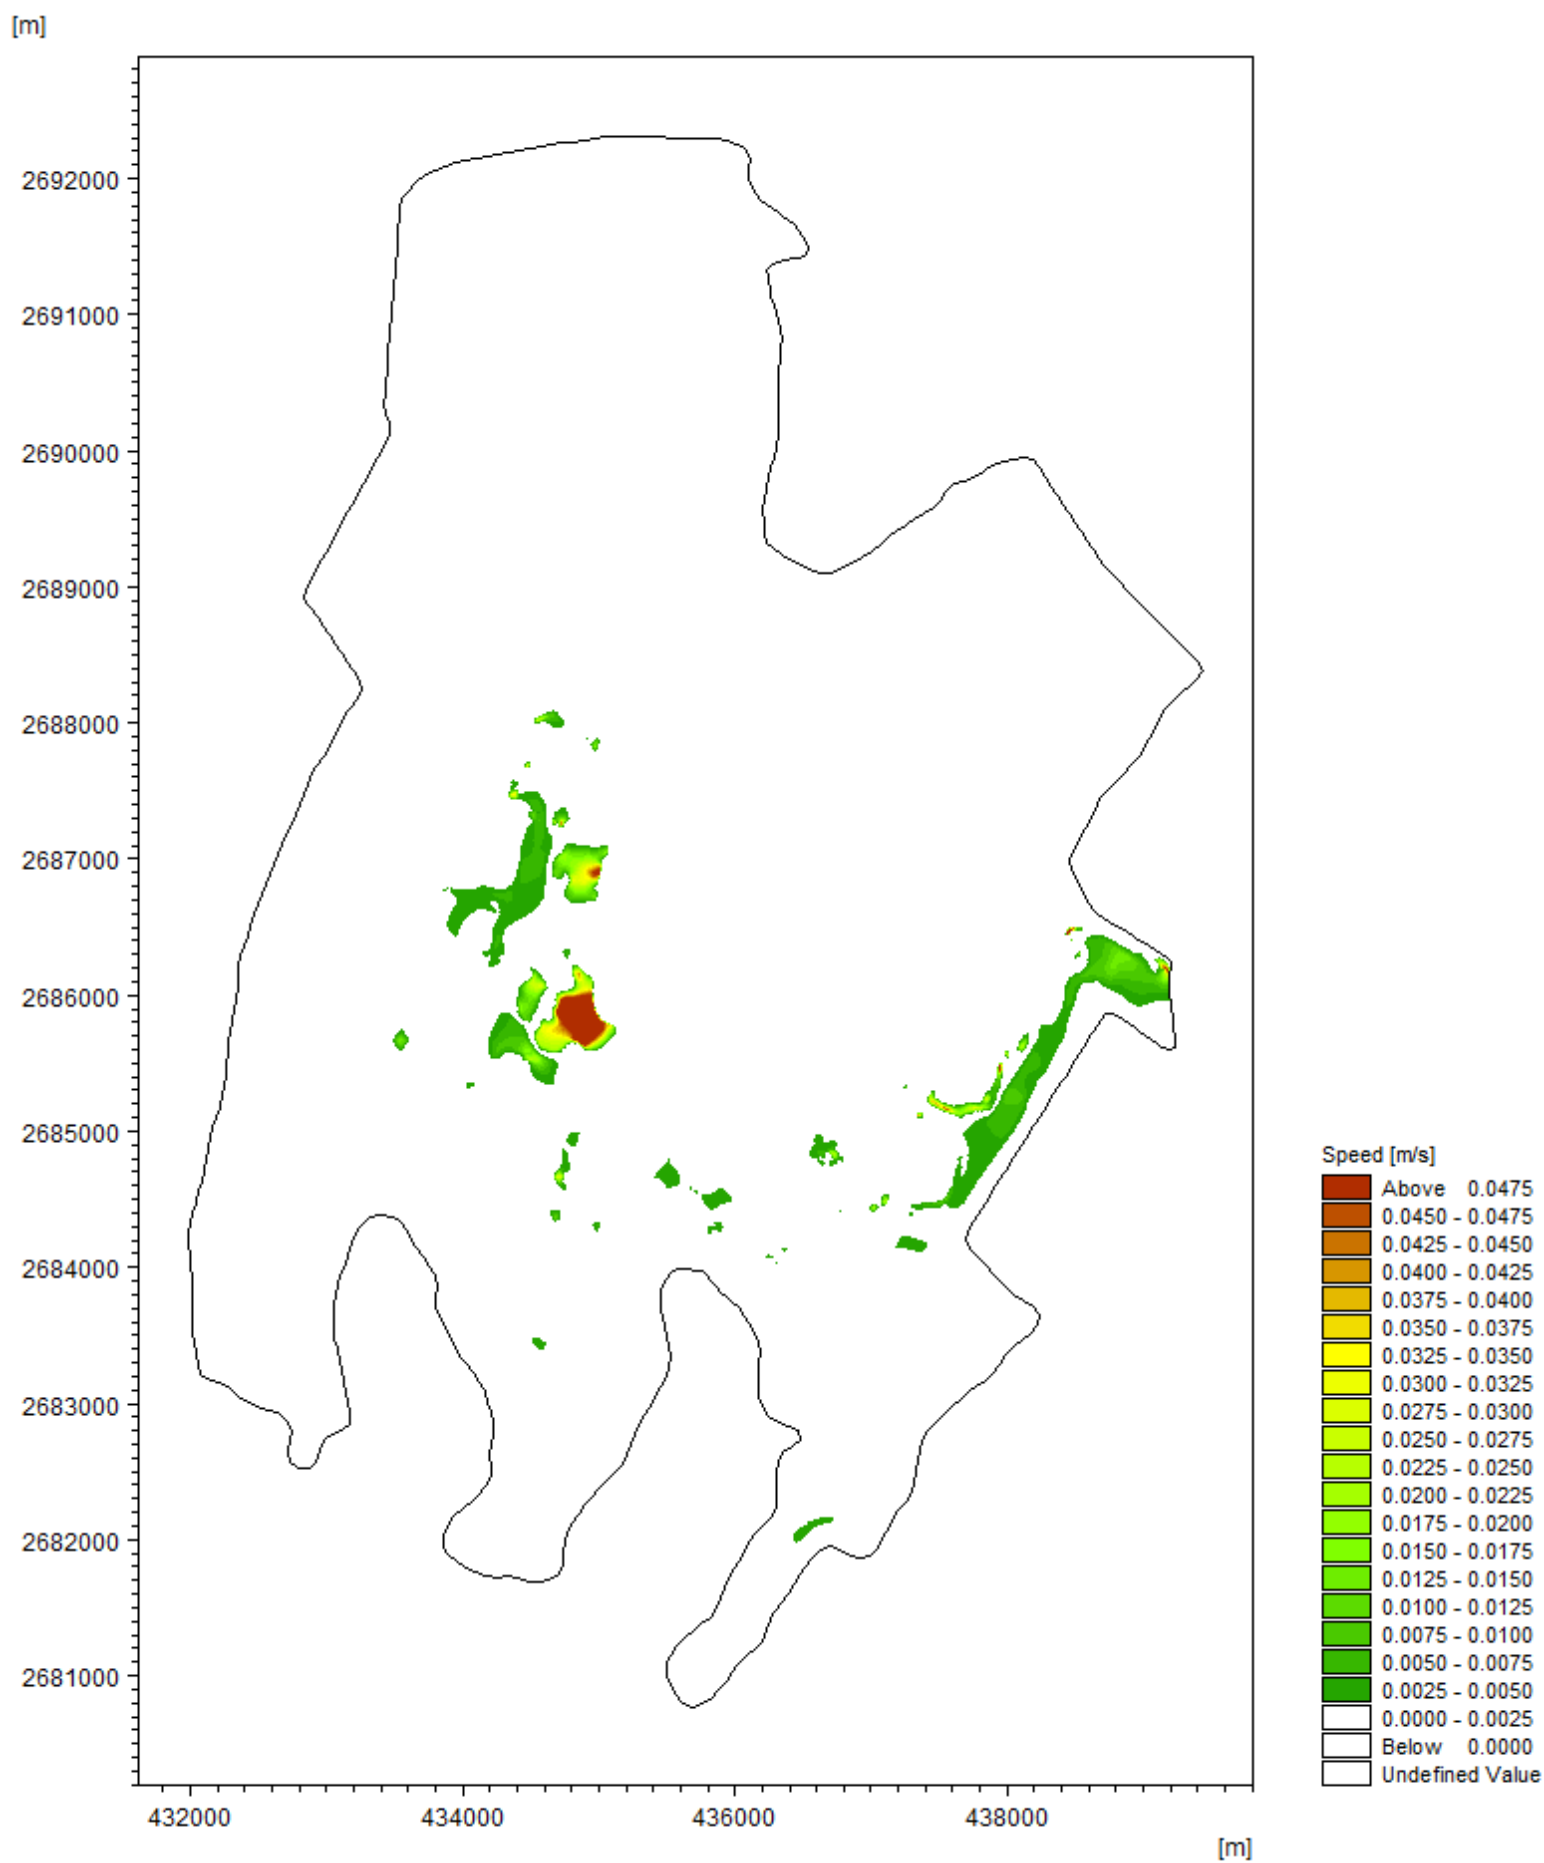 [m]
2692000
2691000
2690000
2689000
2688000
2687000
2686000
2685000
2684000
2683000
2682000
2681000
432000 434000 436000 438000
[m]
Speed [m/s]
Above 0.0475
0.0450 - 0.0475
0.0425 - 0.0450
0.0400 - 0.0425
0.0375 - 0.0400
0.0350 - 0.0375
0.0325 - 0.0350
0.0300 - 0.0325
0.0275 - 0.0300
0.0250 - 0.0275
0.0225 - 0.0250
0.0200 - 0.0225
0.0175 - 0.0200
0.0150 - 0.0175
0.0125 - 0.0150
0.0100 - 0.0125
0.0075 - 0.0100
0.0050 - 0.0075
0.0025 - 0.0050
0.0000 - 0.0025
Below 0.0000
Undefined Value